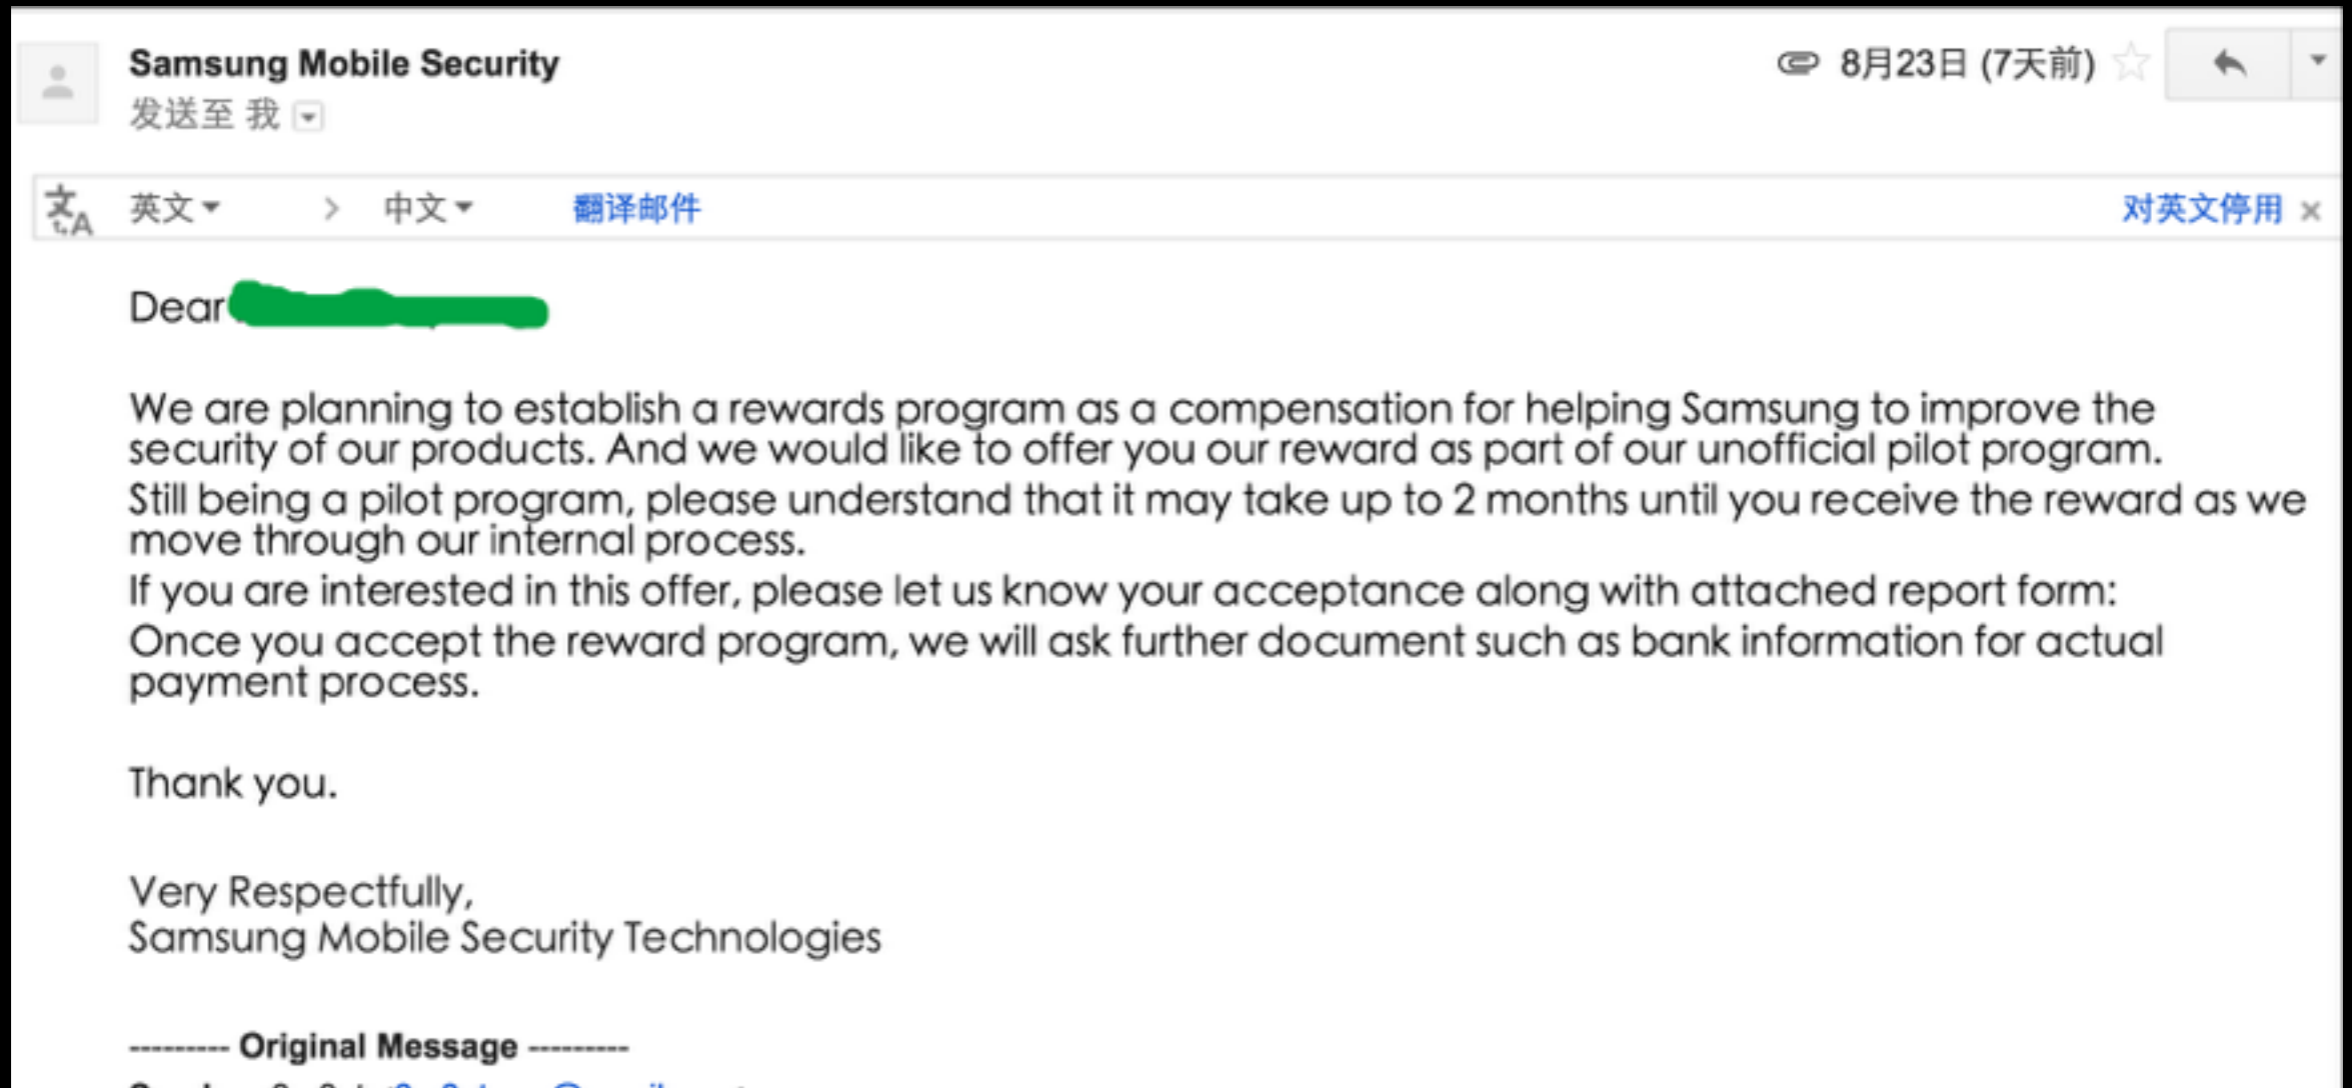 Samsung Mobile Security
8月23日 (7天前)
发送至 我
英文 > 中文 翻译邮件 对英文停用 ×
Dear
We are planning to establish a rewards program as a compensation for helping Samsung to improve the
security of our products. And we would like to offer you our reward as part of our unofficial pilot program.
Still being a pilot program, please understand that it may take up to 2 months until you receive the reward as we
move through our internal process.
If you are interested in this offer, please let us know your acceptance along with attached report form:
Once you accept the reward program, we will ask further document such as bank information for actual
payment process.
Thank you.
Very Respectfully,
Samsung Mobile Security Technologies
--------- Original Message ---------